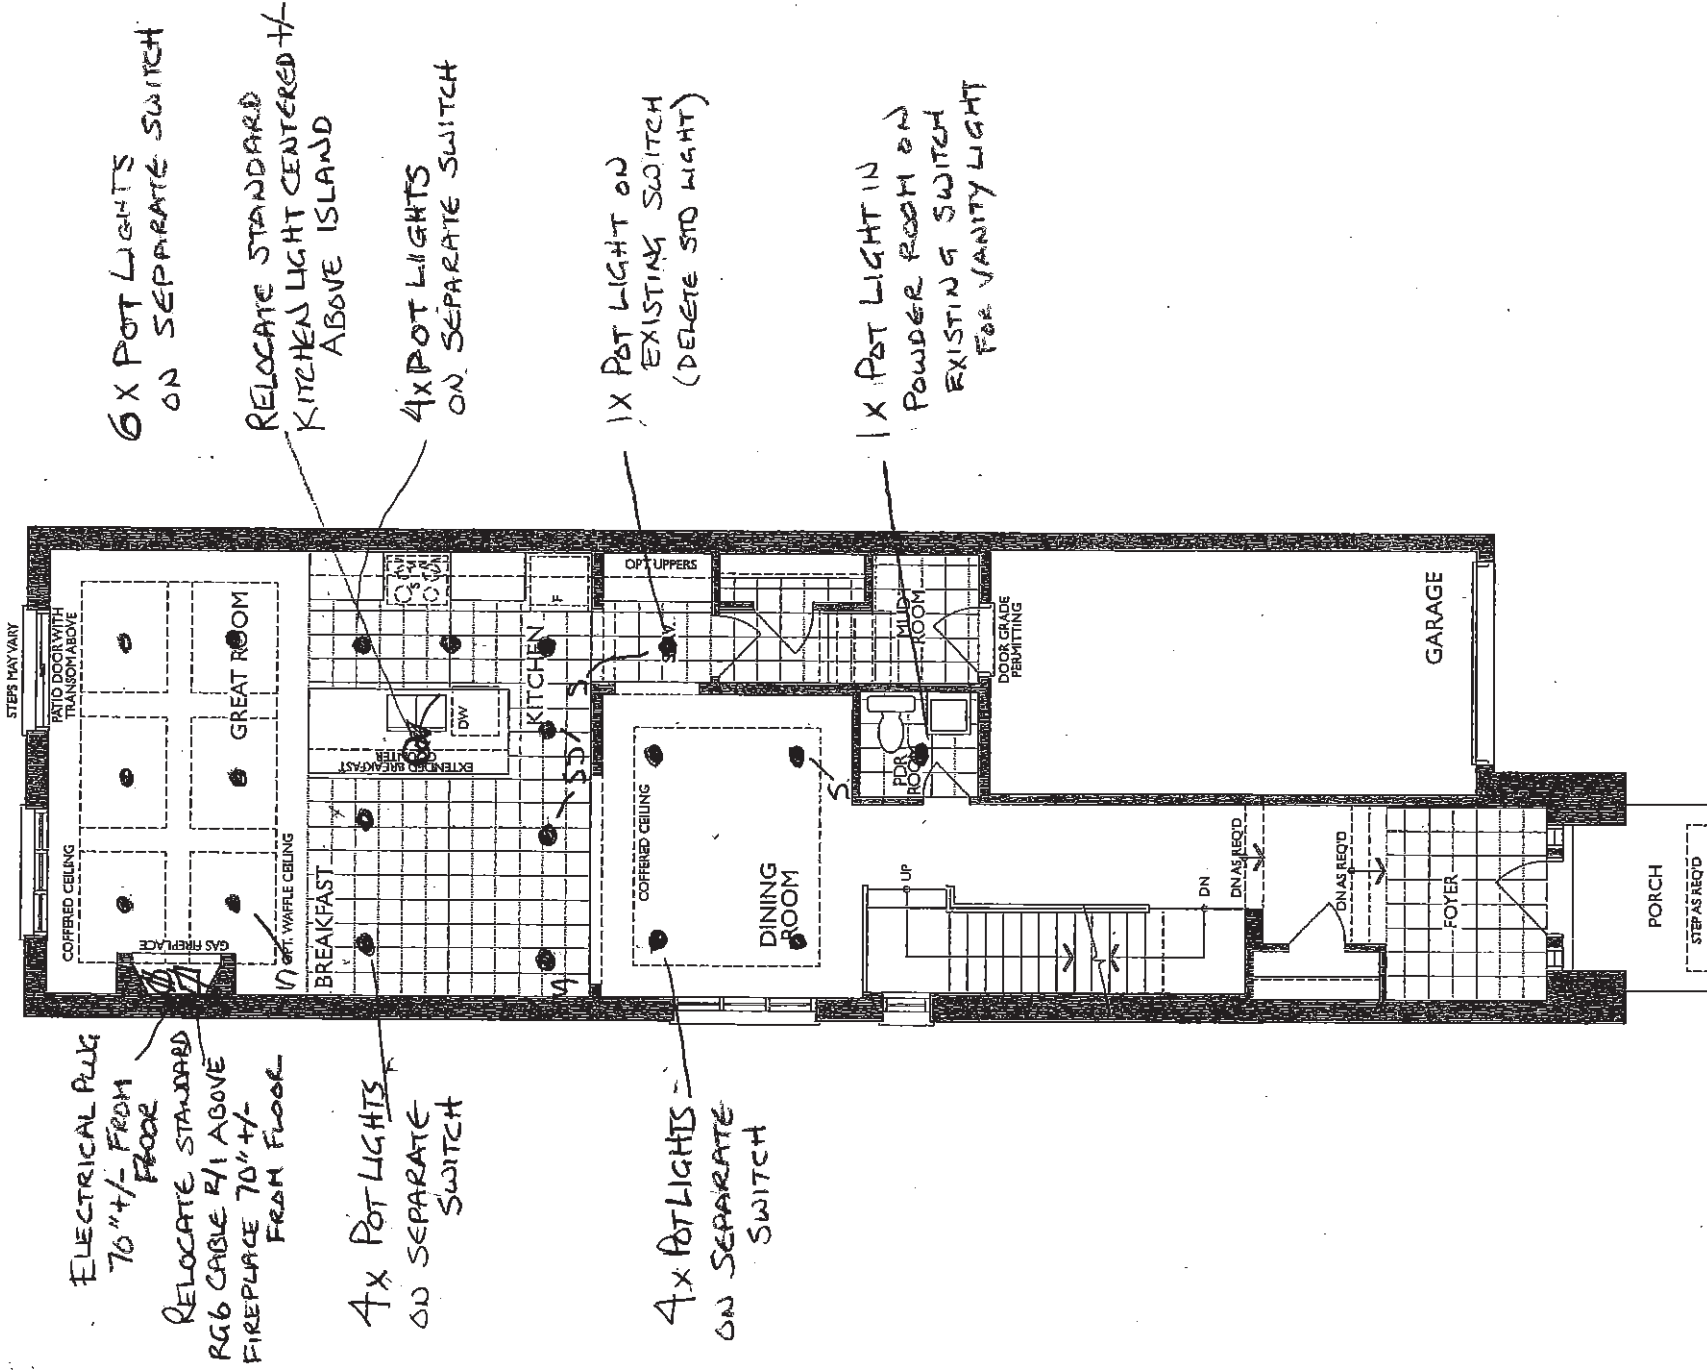 6 X POT LIGHTS
ON SEPARATE SWITCH
RELOCATE STANDARD
KITCHEN LIGHT CENTERED +/-
ABOVE ISLAND
4X POT LIGHTS
ON SEPARATE SWITCH
1X POT LIGHT ON
EXISTING SWITCH
(DELETE STD LIGHT)
1X POT LIGHT IN
POWDER ROOM ON
EXISTING SWITCH
FOR VANITY LIGHT
STEPS MAY VARY
PATIO DOOR WITH
TRANSOM ABOVE
COFFERED CEILING
GREAT ROOM
GAS FIREPLACE
OPT. WAFFLE CEILING
S
BREAKFAST
EXTENDED BREAKFAST
COUNTER
DW
S
F
KITCHEN
S
S
OPT UPPERS
COFFERED CEILING
DINING
ROOM
S
PDR
ROOM
MUD
ROOM
DOOR GRADE
PERMITTING
GARAGE
UP
DN
DN AS REQ'D
DN AS REQ'D
FOYER
PORCH
STEP AS REQ'D
ELECTRICAL PLUG
70" +/- FROM
FLOOR
RELOCATE STANDARD
RG6 CABLE R/I ABOVE
FIREPLACE 70" +/-
FROM FLOOR
4X POT LIGHTS
ON SEPARATE
SWITCH
4X POT LIGHTS
ON SEPARATE
SWITCH